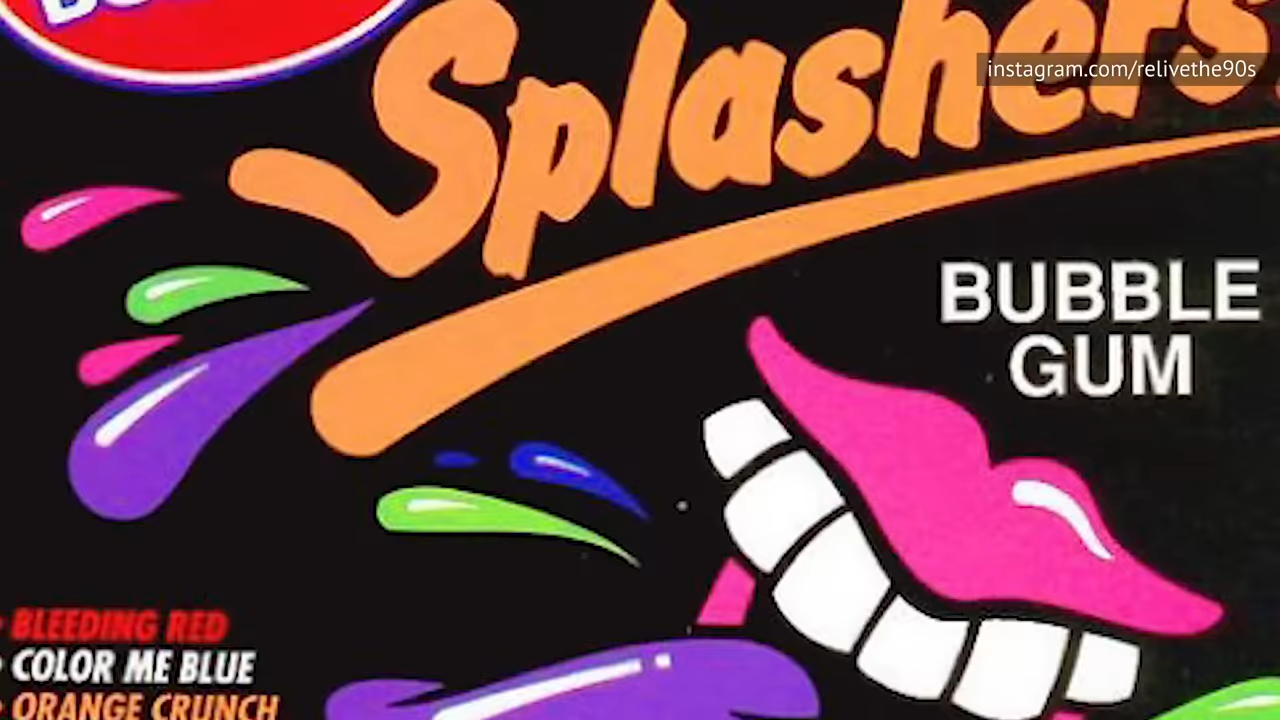 Splashers
instagram.com/relivethe90s
BUBBLE
GUM
BLEEDING RED
COLOR ME BLUE
ORANGE CRUNCH